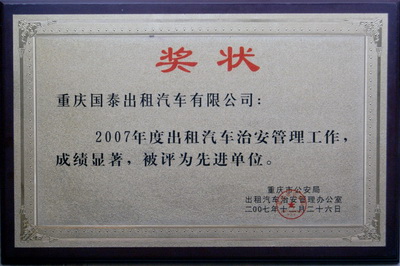 奖状
重庆国泰出租汽车有限公司：
2007年度出租汽车治安管理工作，
成绩显著，被评为先进单位。
重庆市公安局
出租汽车治安管理办公室
二00七年十二月二十六日